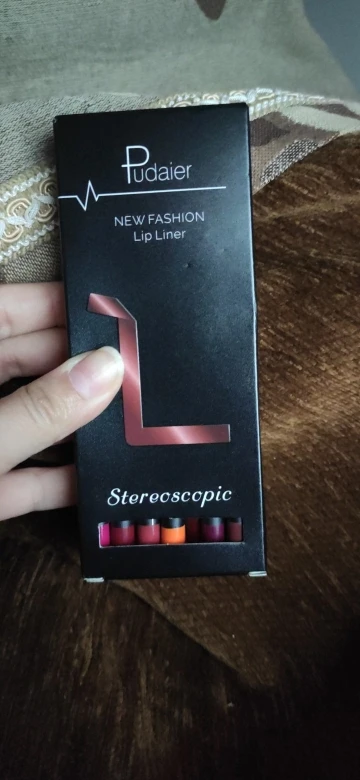 Pudaier
NEW FASHION
Lip Liner
Stereoscopic